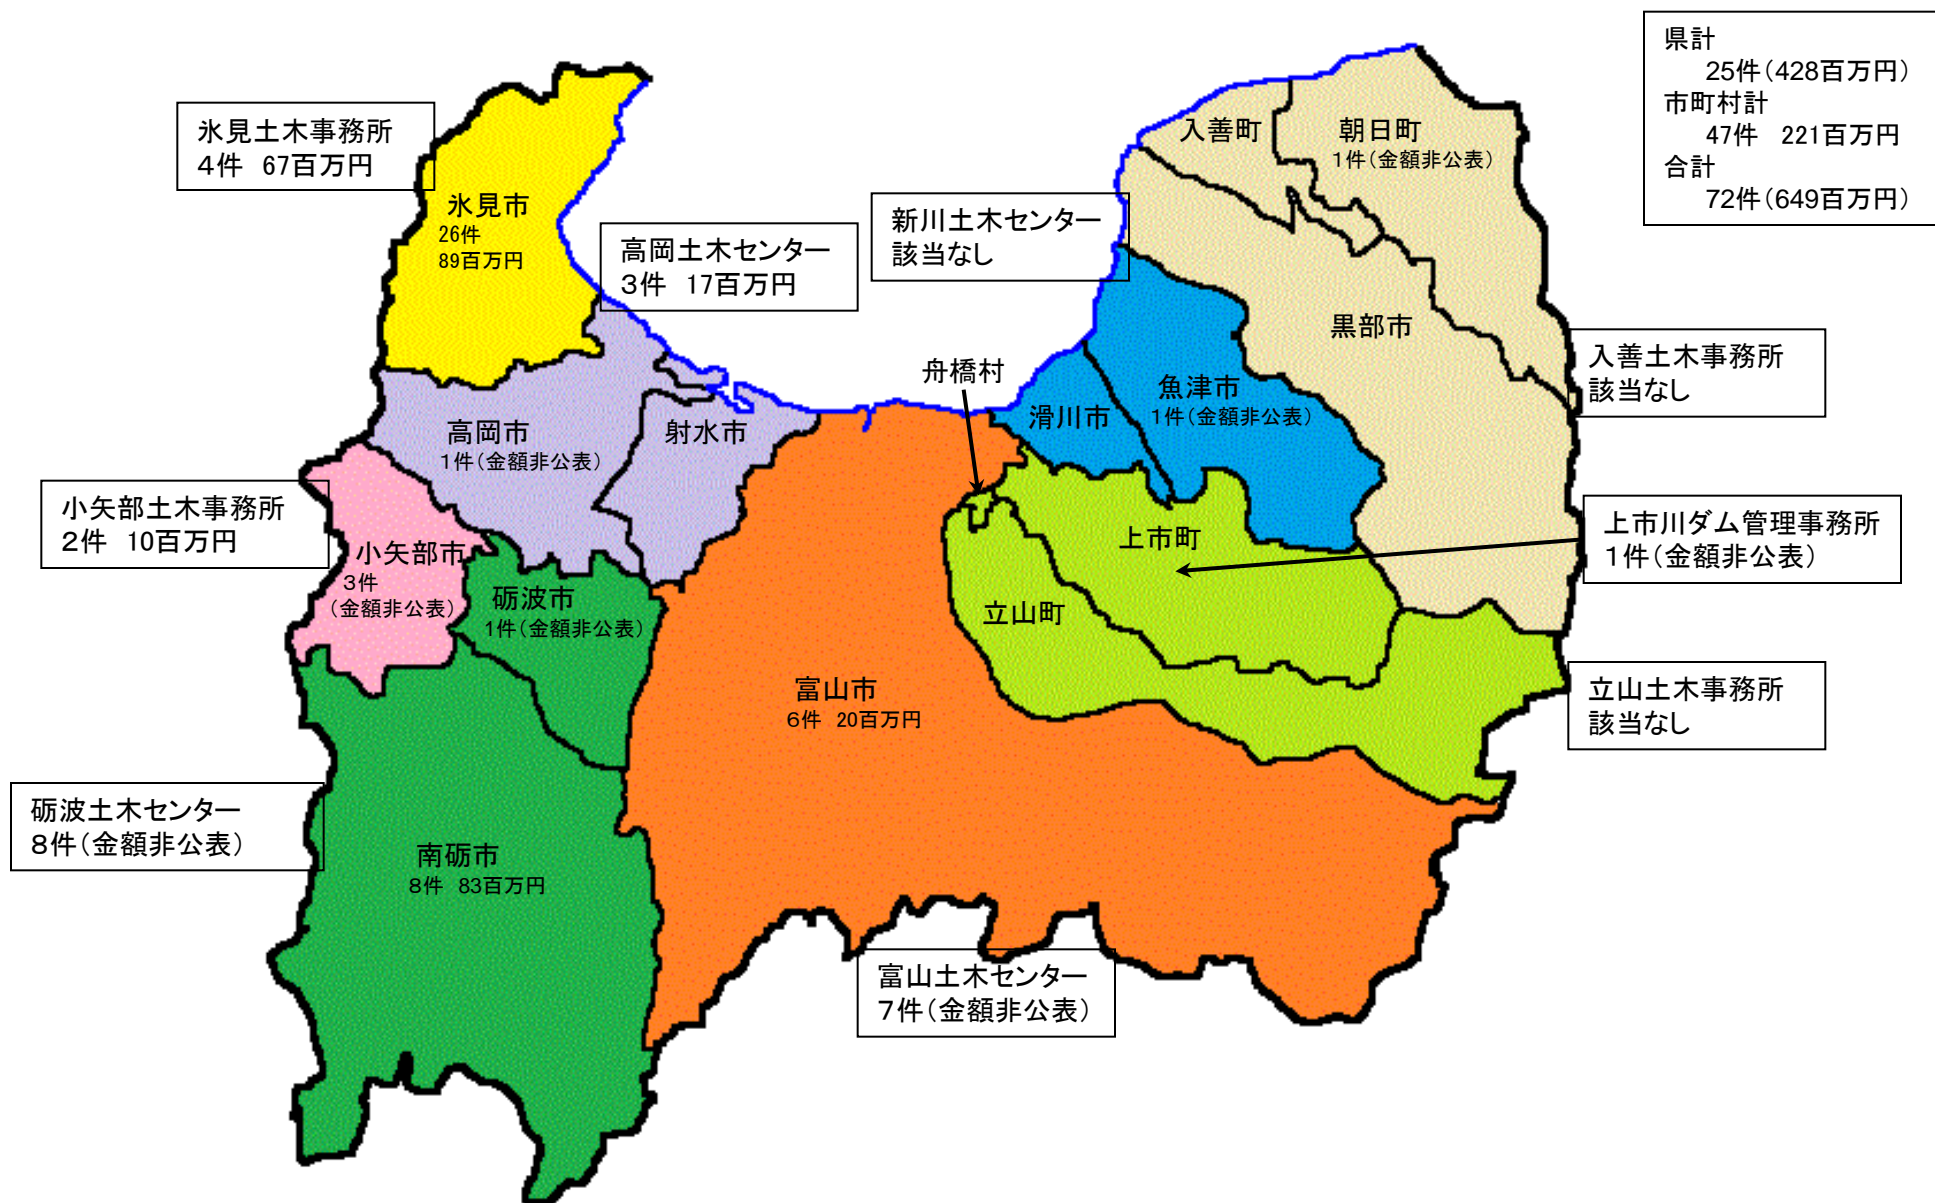 県計
25件(428百万円)
市町村計
47件 221百万円
合計
72件(649百万円)
氷見土木事務所
４件 67百万円
氷見市
26件
89百万円
高岡土木センター
３件 17百万円
新川土木センター
該当なし
入善町
朝日町
1件(金額非公表)
黒部市
入善土木事務所
該当なし
舟橋村
魚津市
1件(金額非公表)
滑川市
高岡市
1件(金額非公表)
射水市
小矢部土木事務所
２件 10百万円
小矢部市
３件
(金額非公表)
砺波市
1件(金額非公表)
上市町
上市川ダム管理事務所
１件(金額非公表)
立山町
立山土木事務所
該当なし
富山市
６件 20百万円
砺波土木センター
８件(金額非公表)
南砺市
８件 83百万円
富山土木センター
７件(金額非公表)